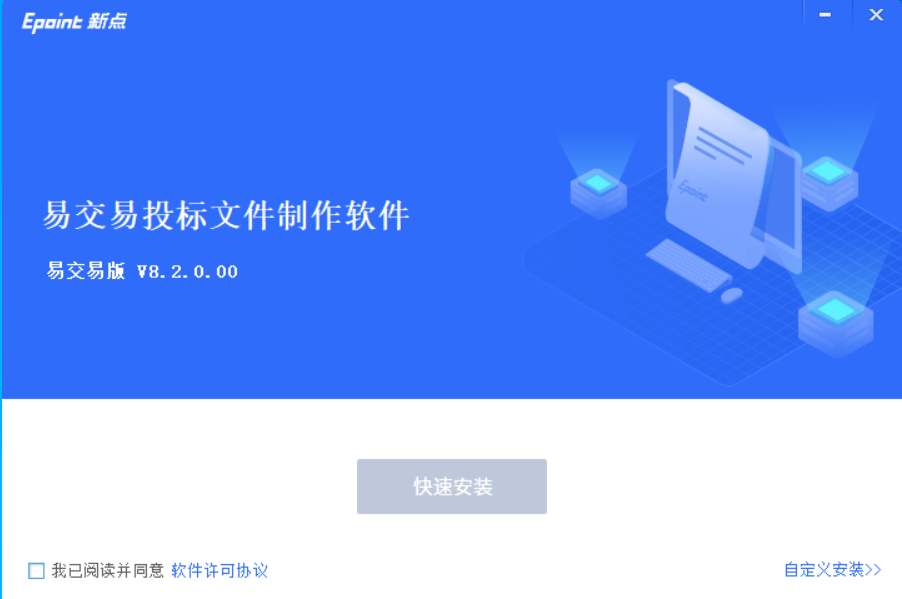 Epoint 新点
易交易投标文件制作软件
易交易版 V8.2.0.00
Epoint
快速安装
我已阅读并同意 软件许可协议
自定义安装>>